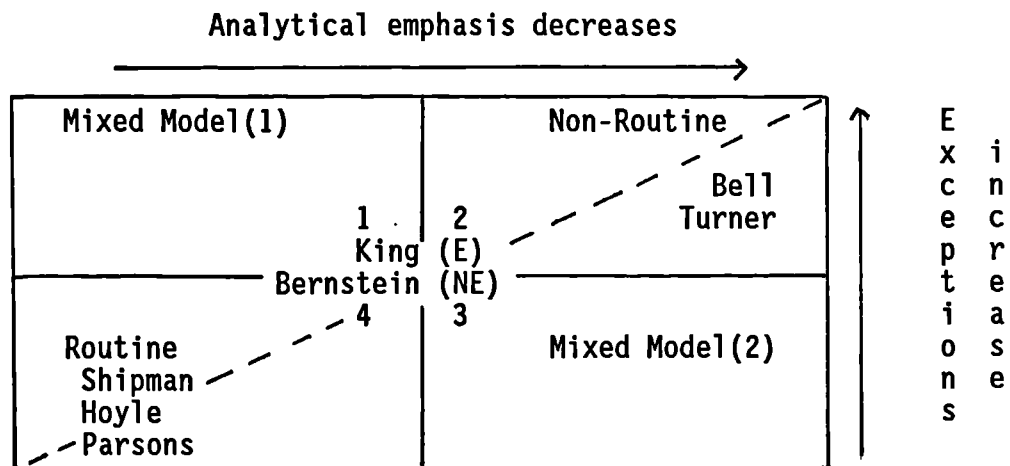 Analytical emphasis decreases
Mixed Model(1)
Non-Routine
Bell
Turner
1 2
King (E)
Bernstein (NE)
4 3
Routine
Shipman
Hoyle
Parsons
Mixed Model(2)
Exceptions
increase